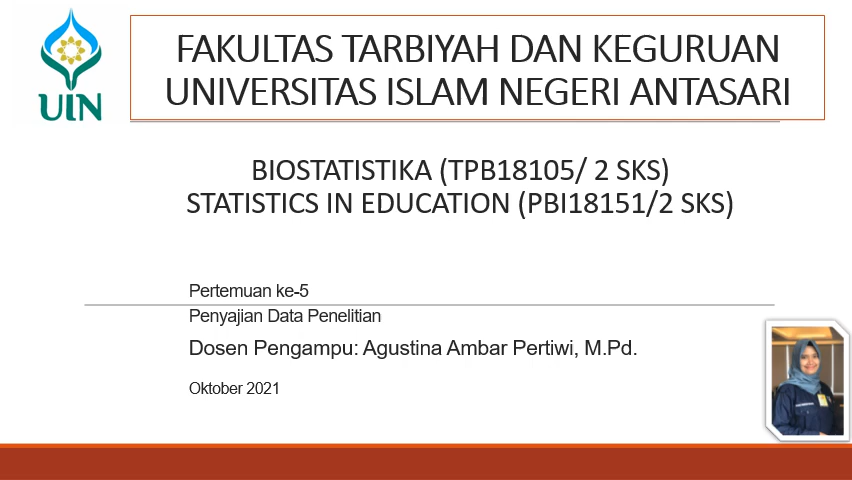 UIN
FAKULTAS TARBIYAH DAN KEGURUAN
UNIVERSITAS ISLAM NEGERI ANTASARI
BIOSTATISTIKA (TPB18105/ 2 SKS)
STATISTICS IN EDUCATION (PBI18151/2 SKS)
Pertemuan ke-5
Penyajian Data Penelitian
Dosen Pengampu: Agustina Ambar Pertiwi, M.Pd.
Oktober 2021